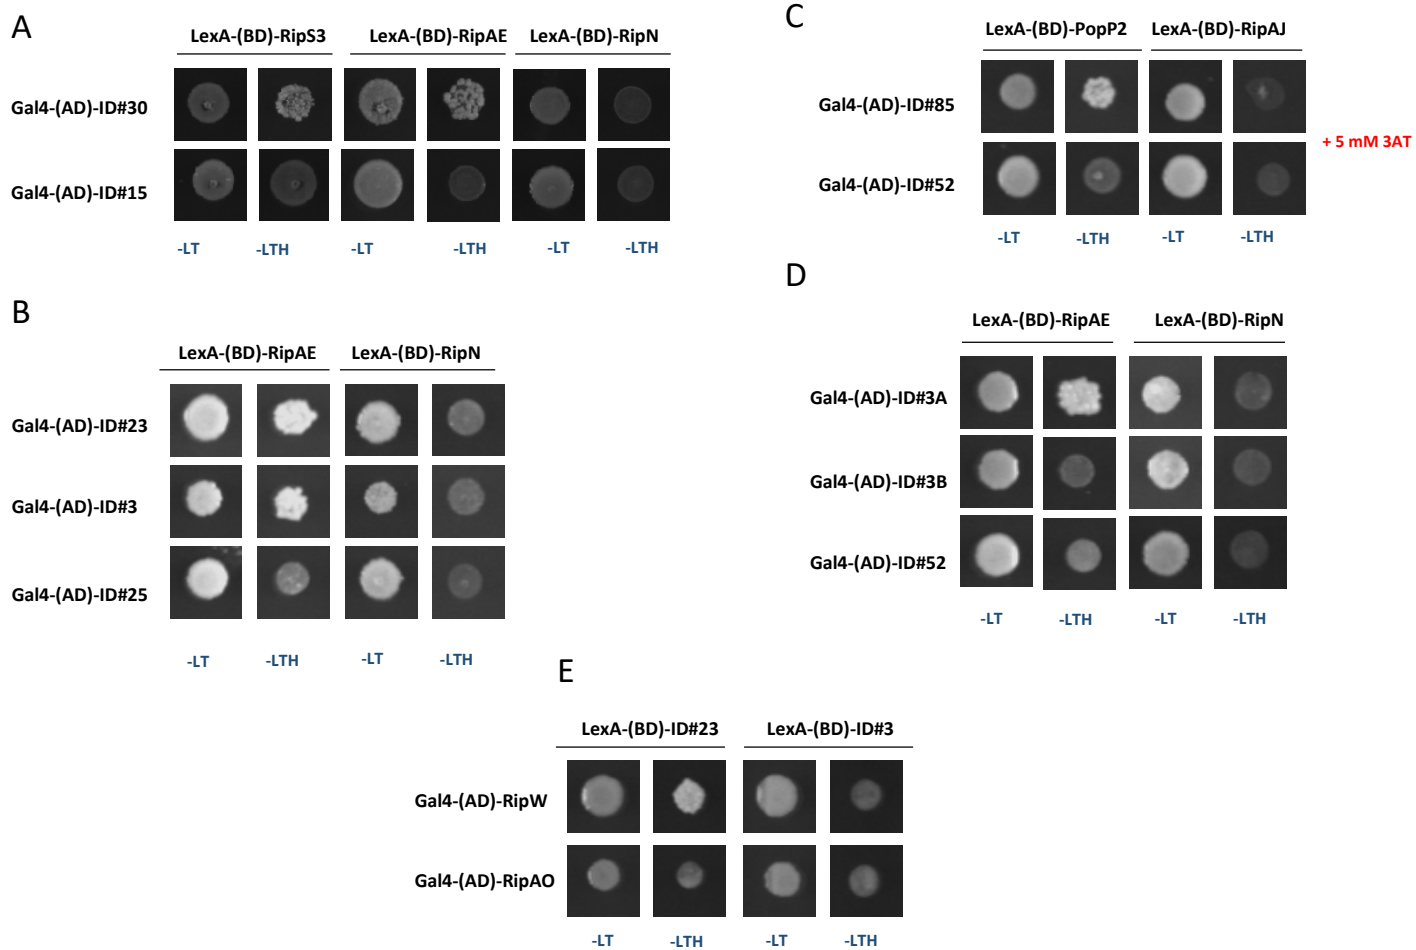 A
LexA-(BD)-RipS3 LexA-(BD)-RipAE LexA-(BD)-RipN
Gal4-(AD)-ID#30
Gal4-(AD)-ID#15
-LT -LTH -LT -LTH -LT -LTH
B
LexA-(BD)-RipAE LexA-(BD)-RipN
Gal4-(AD)-ID#23
Gal4-(AD)-ID#3
Gal4-(AD)-ID#25
-LT -LTH -LT -LTH
C
LexA-(BD)-PopP2 LexA-(BD)-RipAJ
Gal4-(AD)-ID#85
+ 5 mM 3AT
Gal4-(AD)-ID#52
-LT -LTH -LT -LTH
D
LexA-(BD)-RipAE LexA-(BD)-RipN
Gal4-(AD)-ID#3A
Gal4-(AD)-ID#3B
Gal4-(AD)-ID#52
-LT -LTH -LT -LTH
E
LexA-(BD)-ID#23 LexA-(BD)-ID#3
Gal4-(AD)-RipW
Gal4-(AD)-RipAO
-LT -LTH -LT -LTH